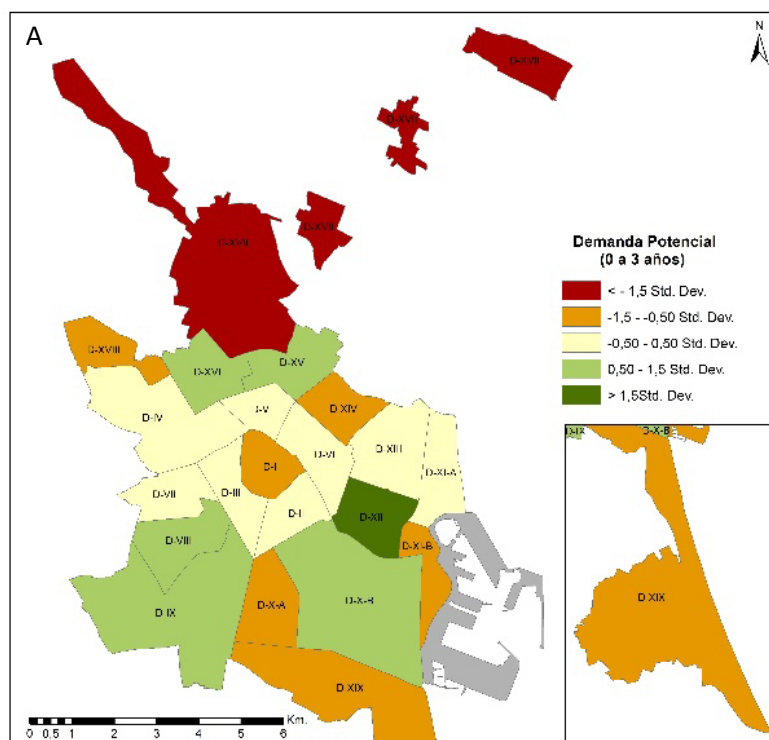 A
N
D-XVII
D-XVII
D-XVII
D-XVII
Demanda Potencial
(0 a 3 años)
< - 1,5 Std. Dev.
-1,5 - -0,50 Std. Dev.
-0,50 - 0,50 Std. Dev.
0,50 - 1,5 Std. Dev.
> 1,5Std. Dev.
D-XVIII
D-XVI
D-XV
D-IV
D-V
D-XIV
D-VI
D-XIII
D-XI-A
D-I
D-VII
D-III
D-I
D-XII
D-VIII
D-XI-B
D-IX
D-X-A
D-X-B
D-XIX
D-IX
D-X-B
D-XIX
0 0,5 1 2 3 4 5 6
Km.